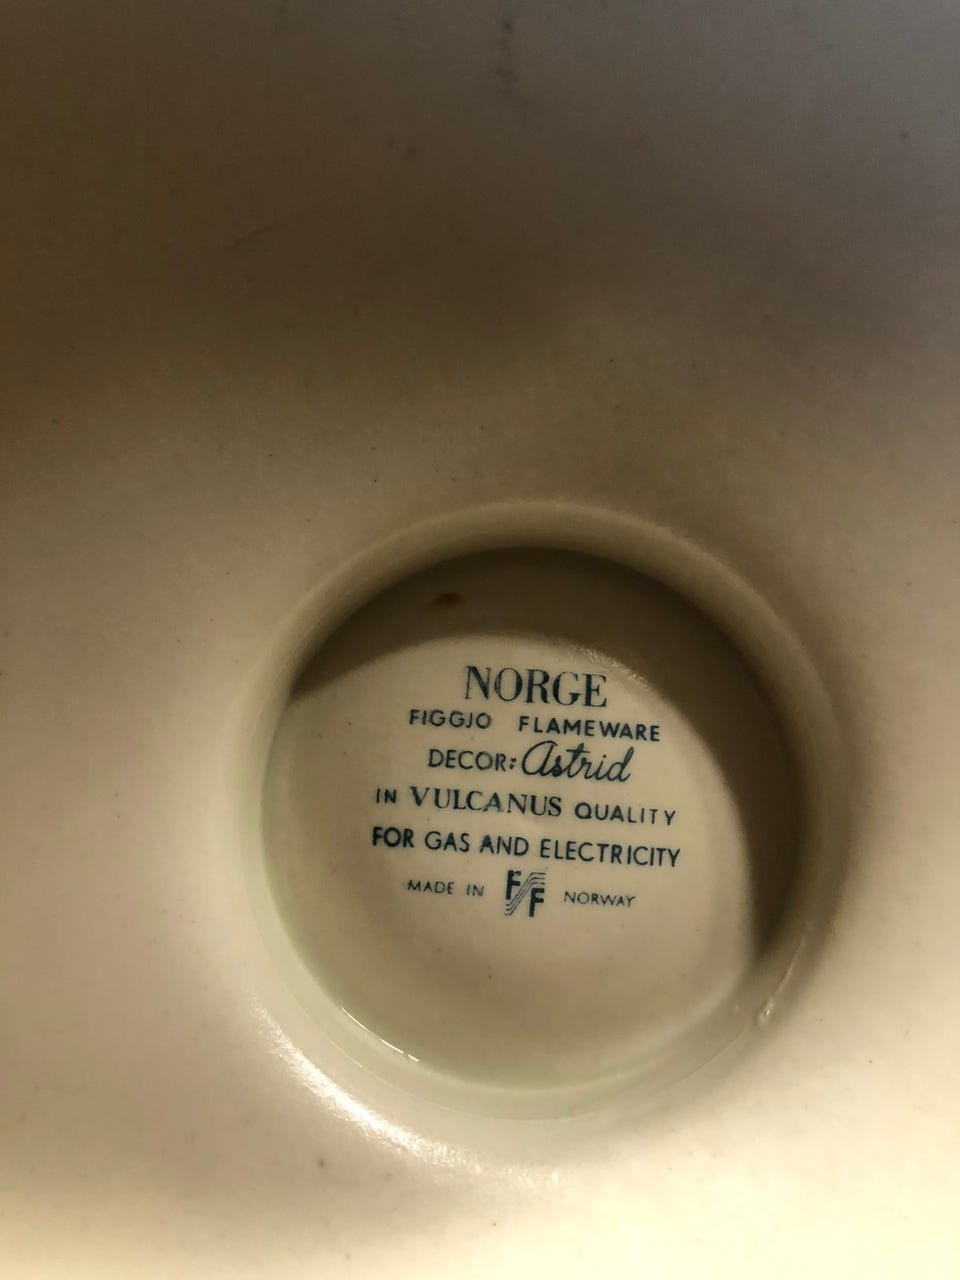 NORGE
FIGGJO FLAMEWARE
DECOR: Astrid
IN VULCANUS QUALITY
FOR GAS AND ELECTRICITY
MADE IN FF NORWAY